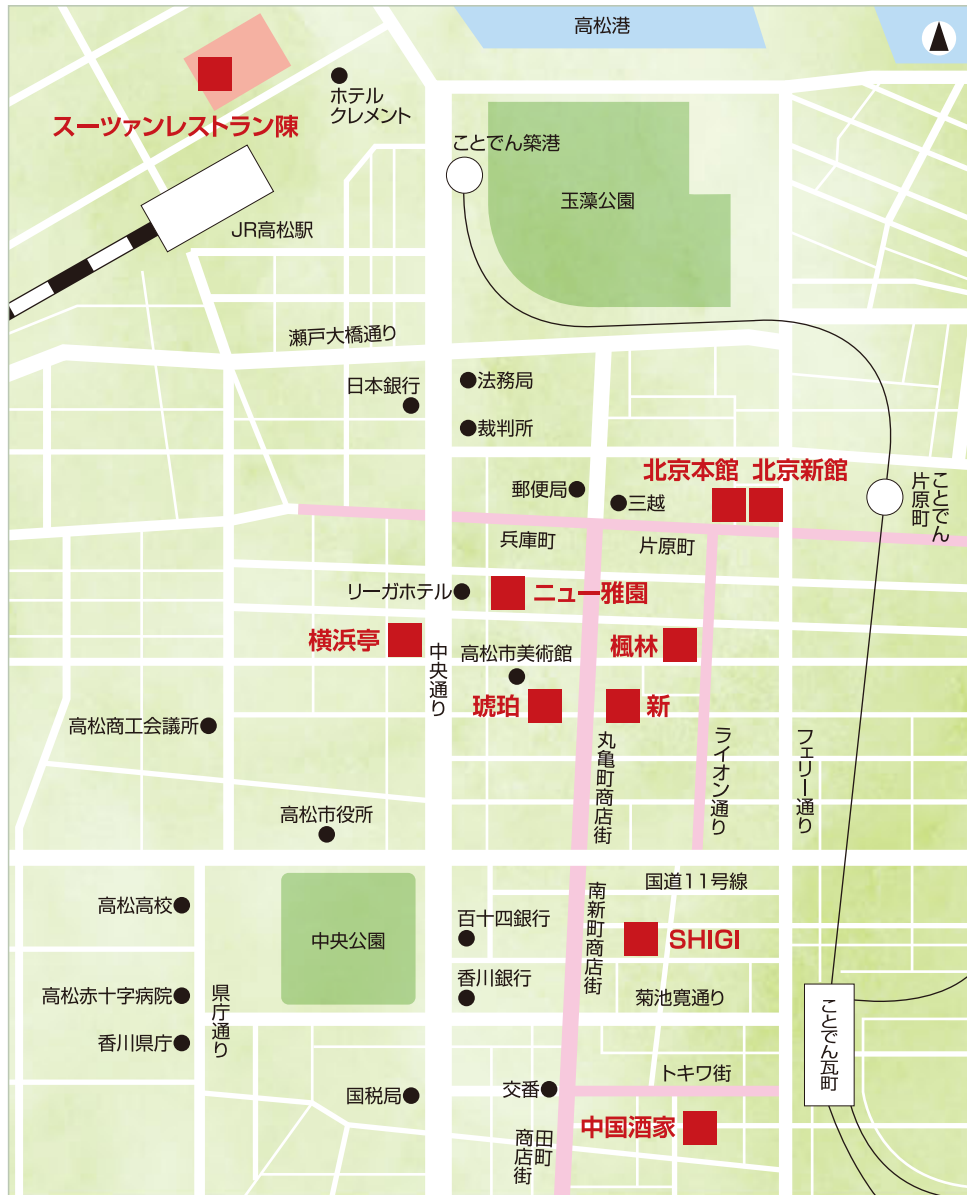 高松港
ホテル
クレメント
スーツァンレストラン陳
ことでん築港
玉藻公園
JR高松駅
瀬戸大橋通り
日本銀行
法務局
裁判所
北京本館
北京新館
郵便局
三越
ことでん
片原町
兵庫町
片原町
リーガホテル
ニュー雅園
横浜亭
中央通り
高松市美術館
楓林
琥珀
新
高松商工会議所
丸亀町商店街
ライオン通り
フェリー通り
高松市役所
国道11号線
高松高校
中央公園
百十四銀行
南新町商店街
SHIGI
香川銀行
菊池寛通り
高松赤十字病院
県庁通り
香川県庁
ことでん瓦町
トキワ街
国税局
交番
中国酒家
田町
商店街